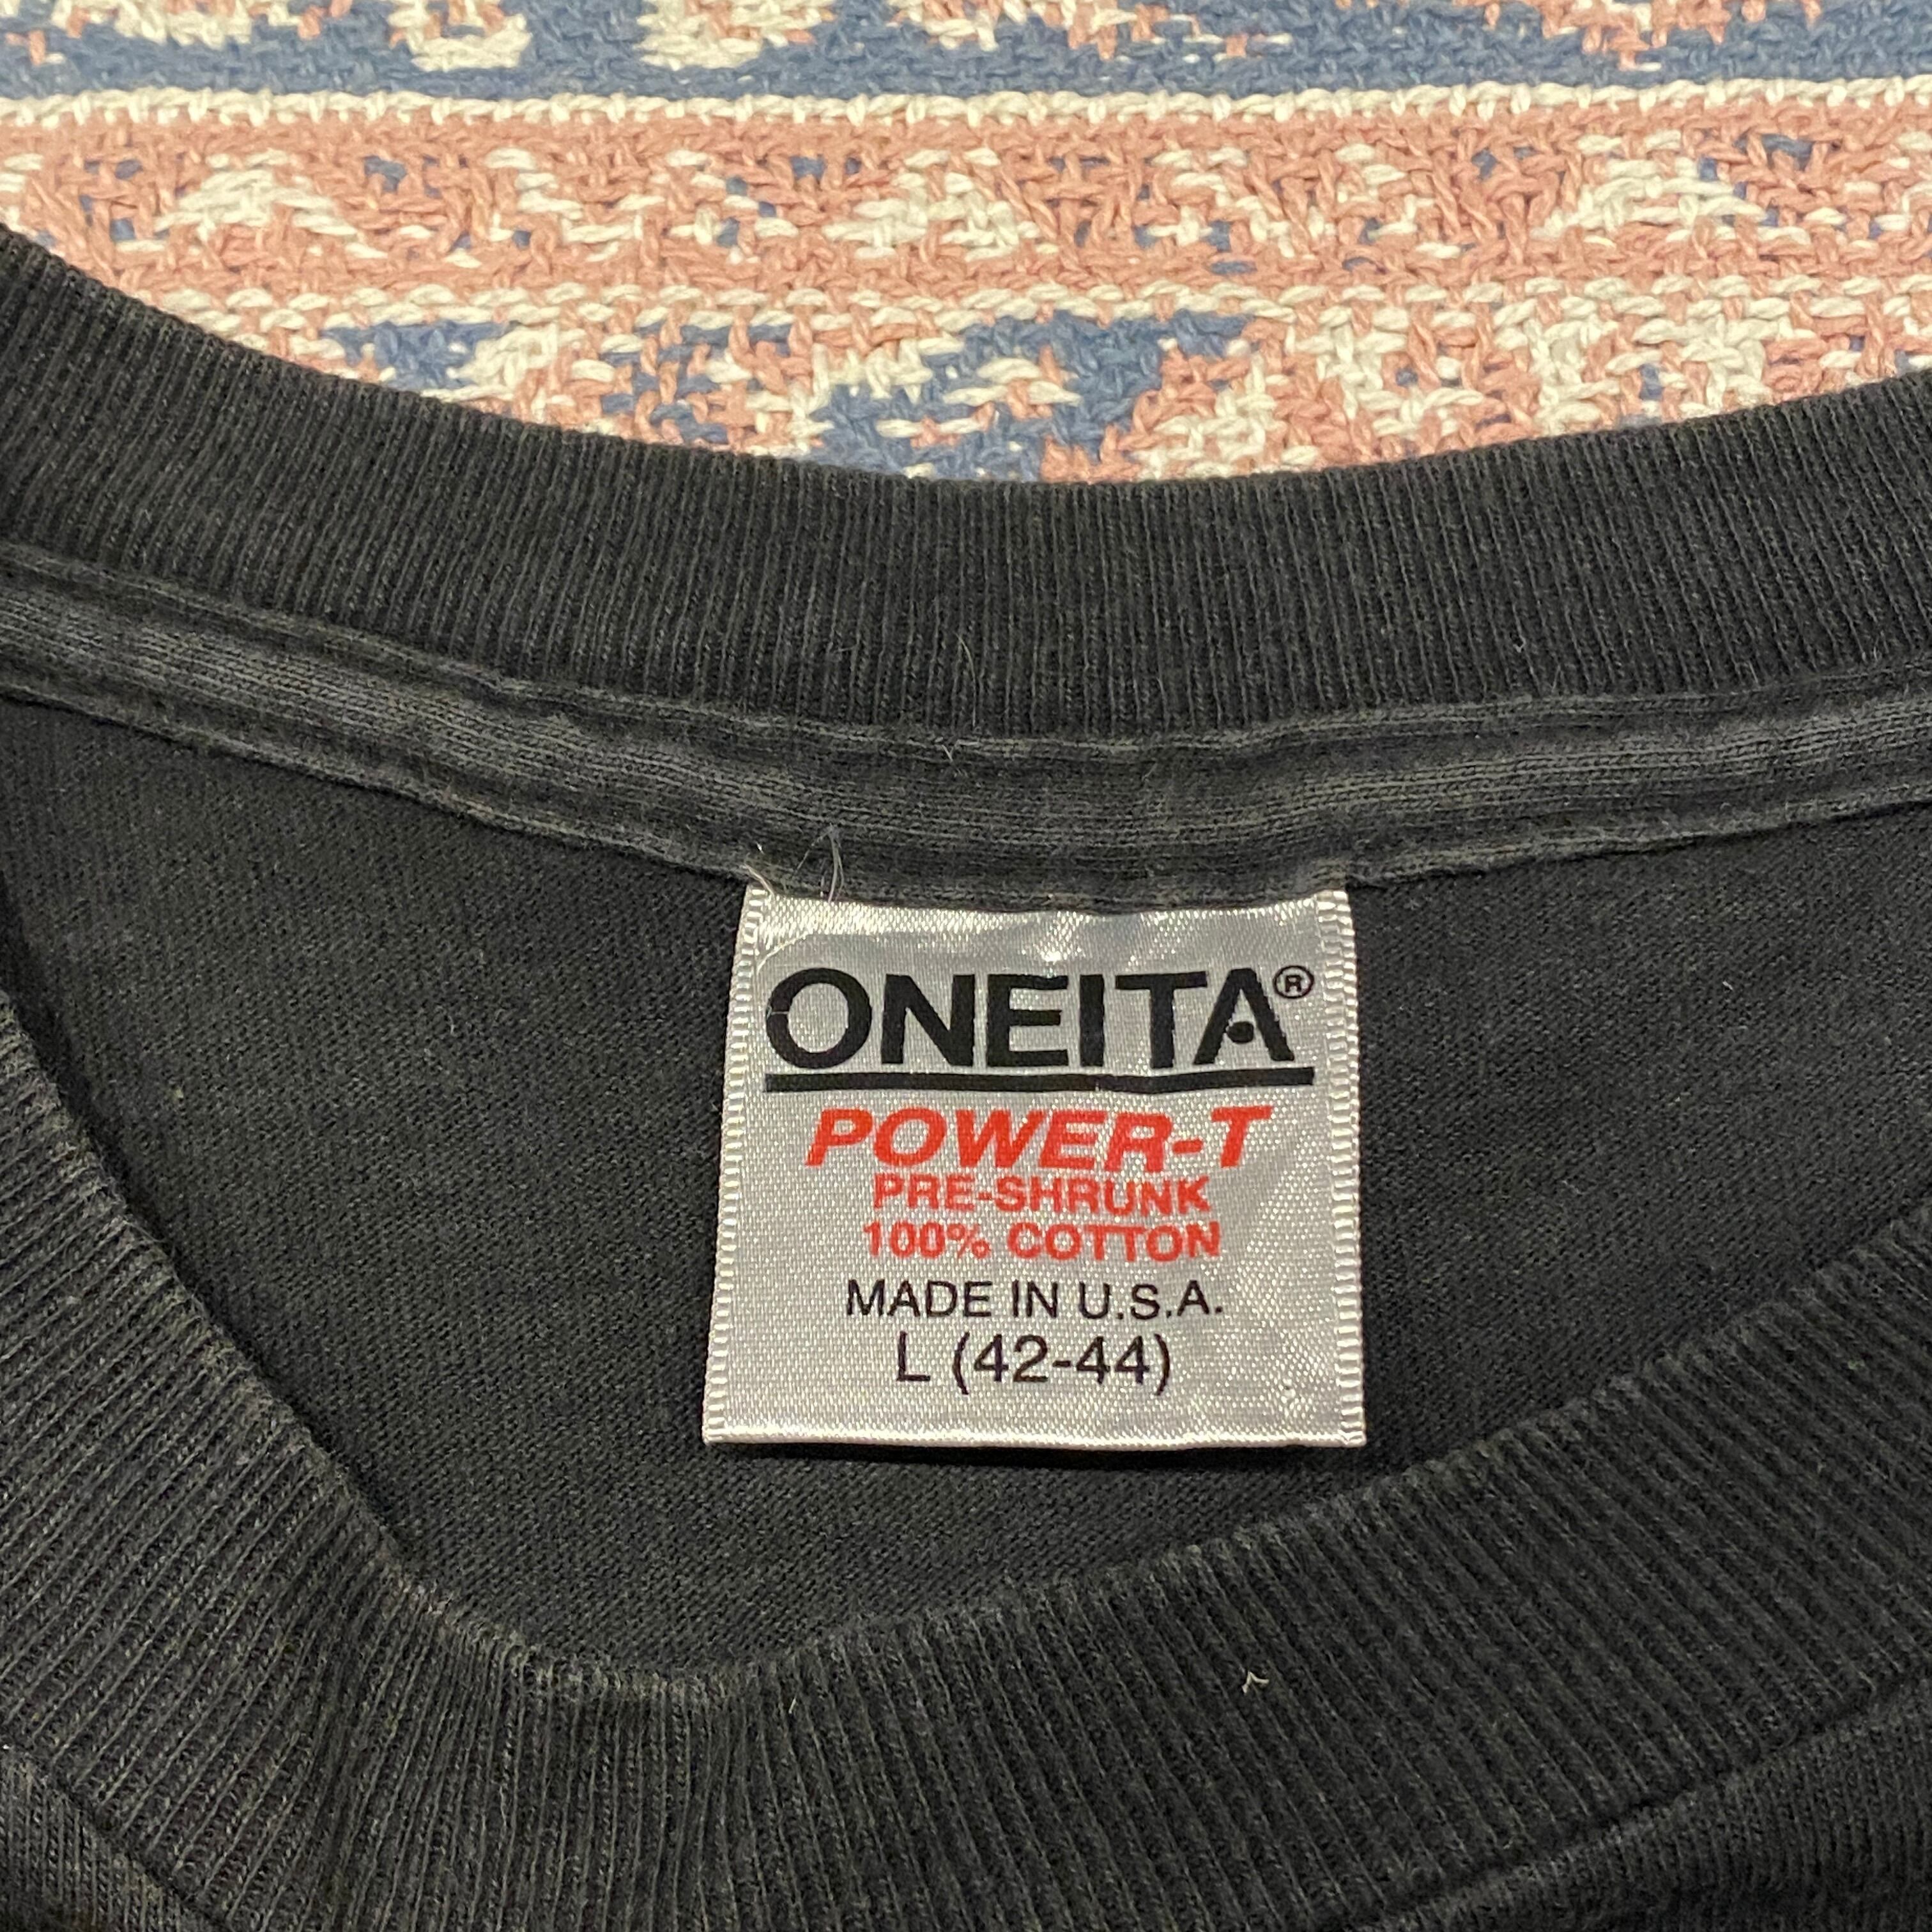 ONEITA®
POWER-T
PRE-SHRUNK
100% COTTON
MADE IN U.S.A.
L (42-44)